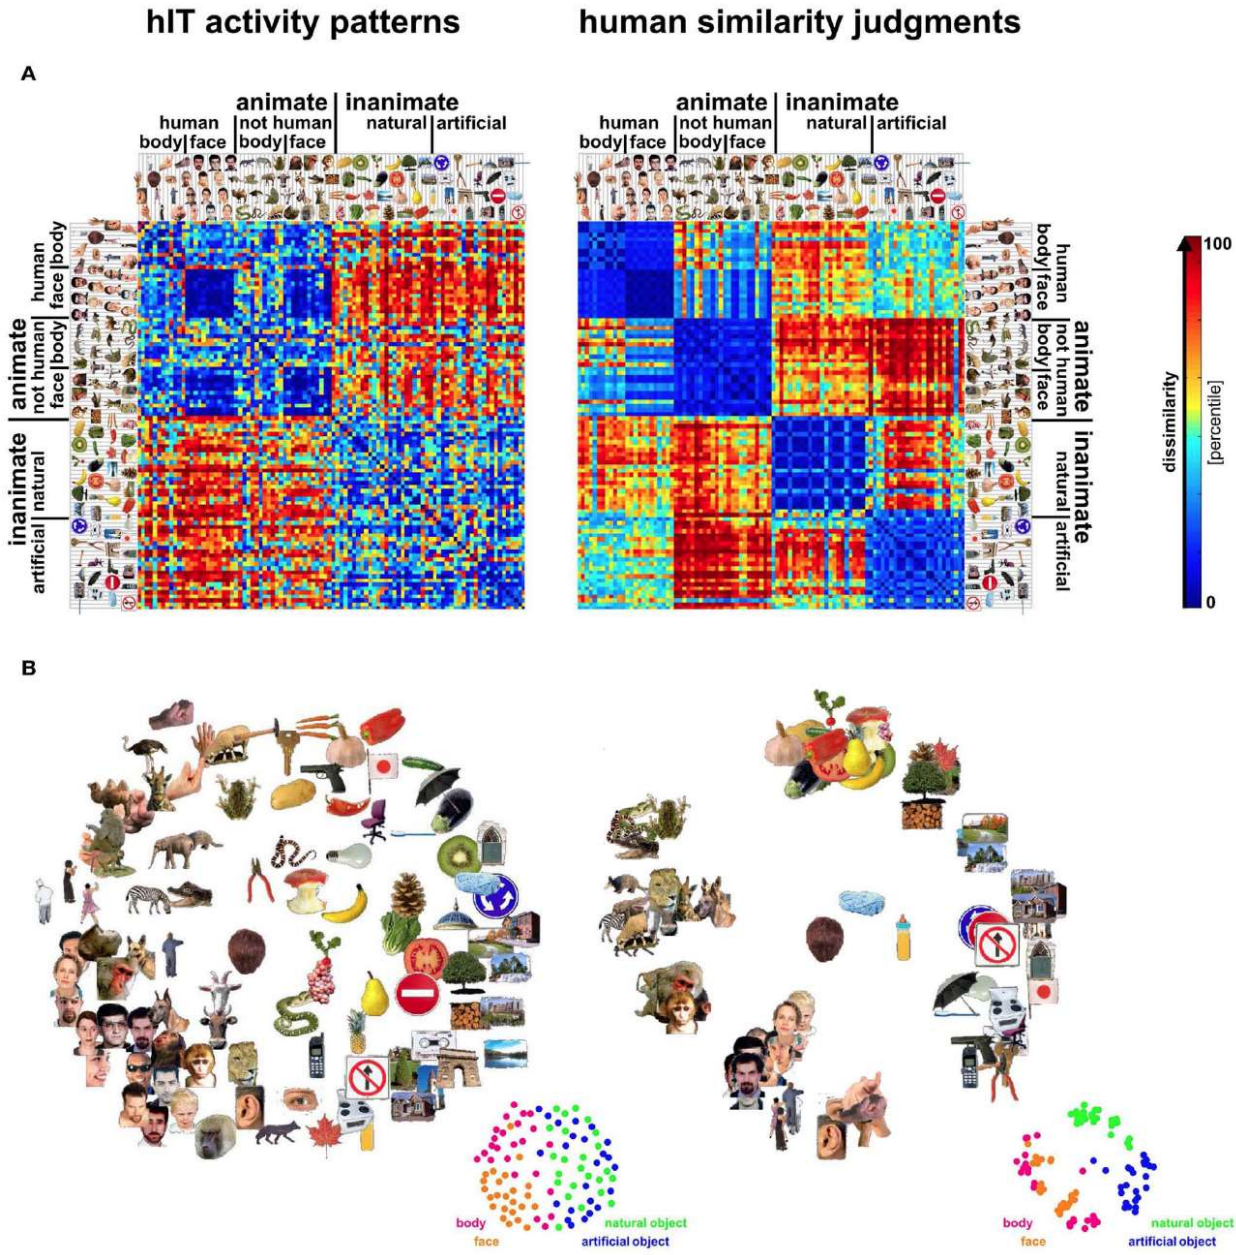 hIT activity patterns
human similarity judgments
A
animate | inanimate
human | not human | natural | artificial
body | face | body | face
animate | inanimate
human | not human | natural | artificial
body | face | body | face
animate
inanimate
human
not human
natural
artificial
body
face
body
face
human
body | face
animate
not human
body | face
inanimate
natural
artificial
100
dissimilarity
[percentile]
0
B
body
face
natural object
artificial object
body
face
natural object
artificial object